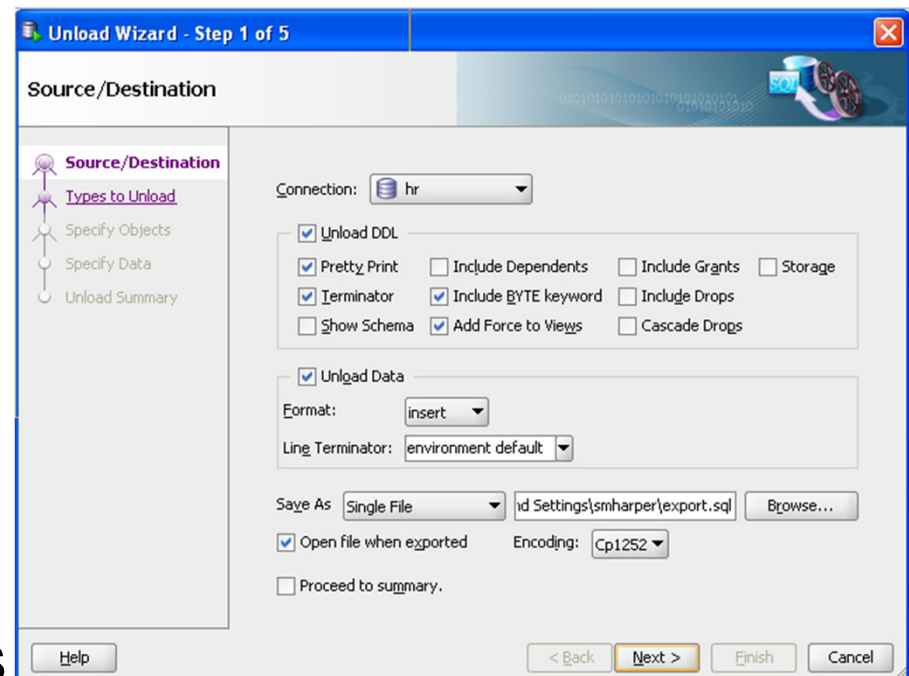 Unload Wizard - Step 1 of 5
Source/Destination
0101010101010101010101010101
01010101010
SQL
Source/Destination
Types to Unload
Specify Objects
Specify Data
Unload Summary
Connection: hr
Unload DDL
Pretty Print Include Dependents Include Grants Storage
Terminator Include BYTE keyword Include Drops
Show Schema Add Force to Views Cascade Drops
Unload Data
Format: insert
Line Terminator: environment default
Save As Single File nd Settings\smharper\export.sql Browse...
Open file when exported Encoding: Cp1252
Proceed to summary.
s Help < Back Next > Finish Cancel